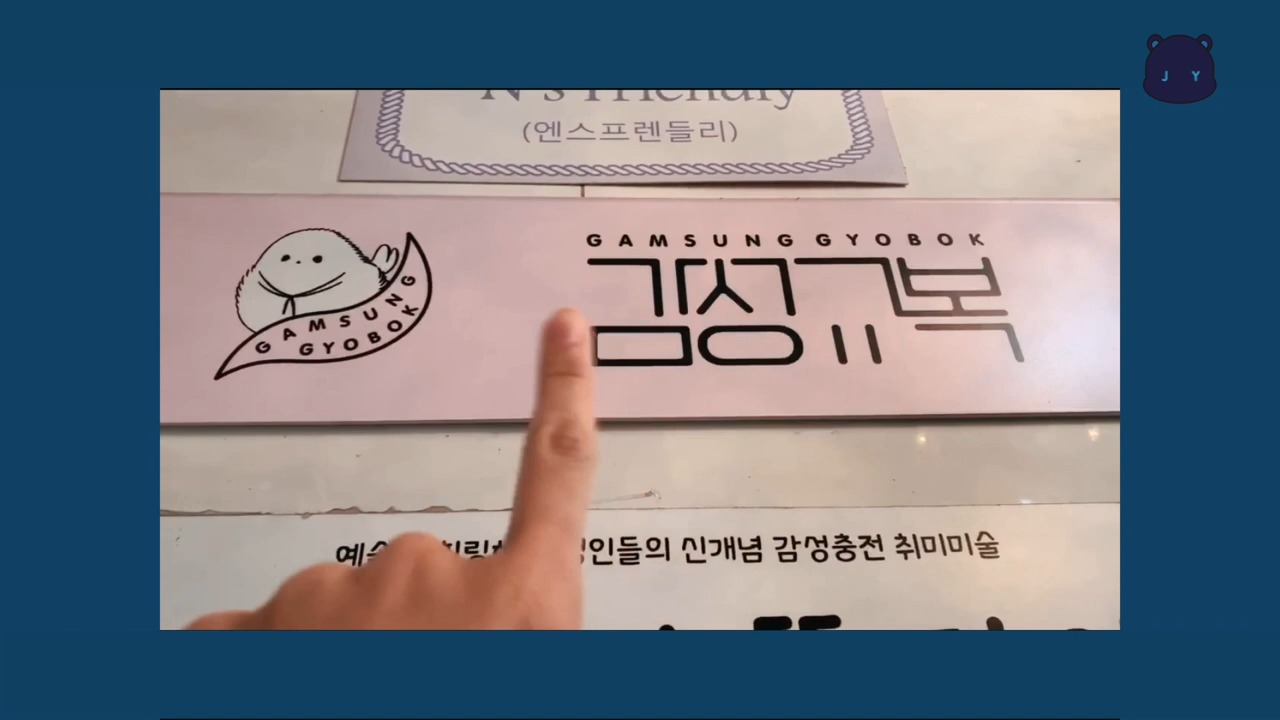 J Y
N's Friendly
(엔스프렌들리)
GAMSUNG GYOBOK
감성교복
GAMSUNG
GYOBOK
인들의 신개념 감성충전 취미미술